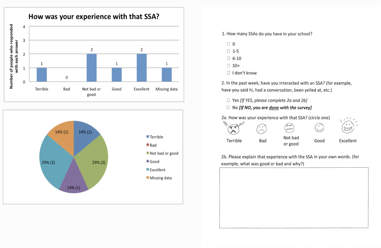 How was your experience with that SSA?
Number of people who responded
with each answer
4
3
2
1
0
1
0
2
1
2
1
Terrible
Bad
Not bad or
good
Good
Excellent
Missing data
14% (1)
14% (1)
29% (2)
29% (2)
14% (1)
Terrible
Bad
Not bad or good
Good
Excellent
Missing data
1. How many SSAs do you have in your school?
0
1-5
6-10
10+
I don't know
2. In the past week, have you interacted with an SSA? (for example,
have you said hi, had a conversation, been yelled at, etc.)
Yes [If YES, please complete 2a and 2b]
No [If NO, you are done with the survey]
2a. How was your experience with that SSA? (circle one)
Terrible
Bad
Not bad
or good
Good
Excellent
2b. Please explain that experience with the SSA in your own words. (for
example, what was good or bad and why?)